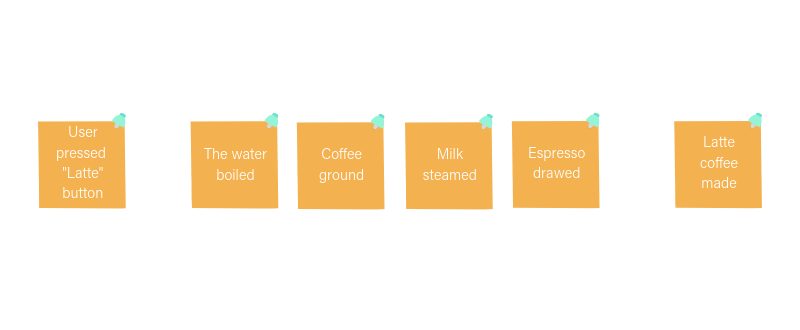 User
pressed
"Latte"
button
The water
boiled
Coffee
ground
Milk
steamed
Espresso
drawed
Latte
coffee
made